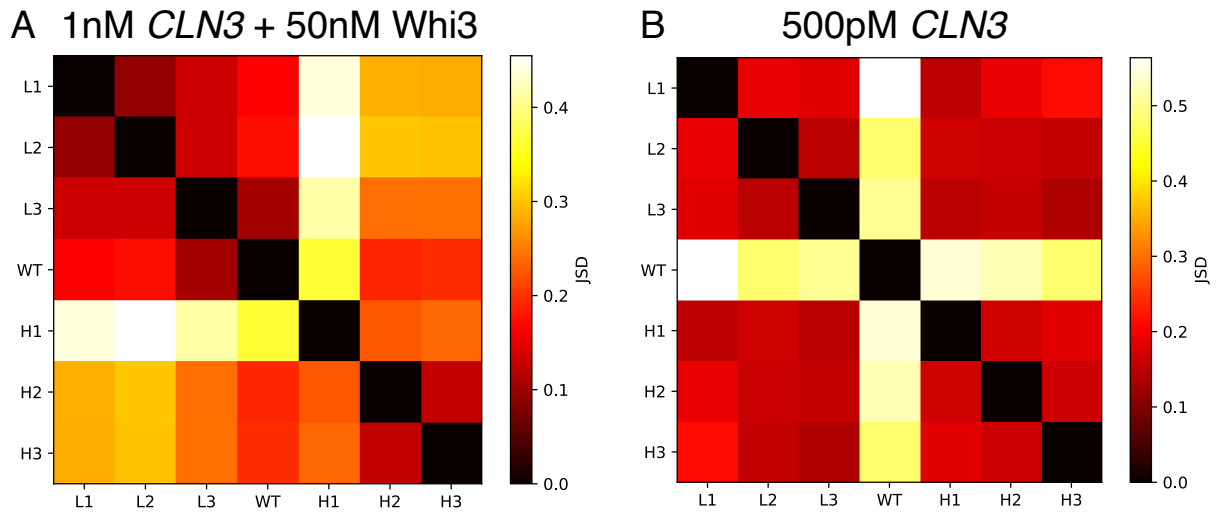 A 1nM CLN3 + 50nM Whi3
L1
L2
L3
WT
H1
H2
H3
L1 L2 L3 WT H1 H2 H3
0.4
0.3
0.2
0.1
0.0
JSD
B 500pM CLN3
L1
L2
L3
WT
H1
H2
H3
L1 L2 L3 WT H1 H2 H3
0.5
0.4
0.3
0.2
0.1
0.0
JSD